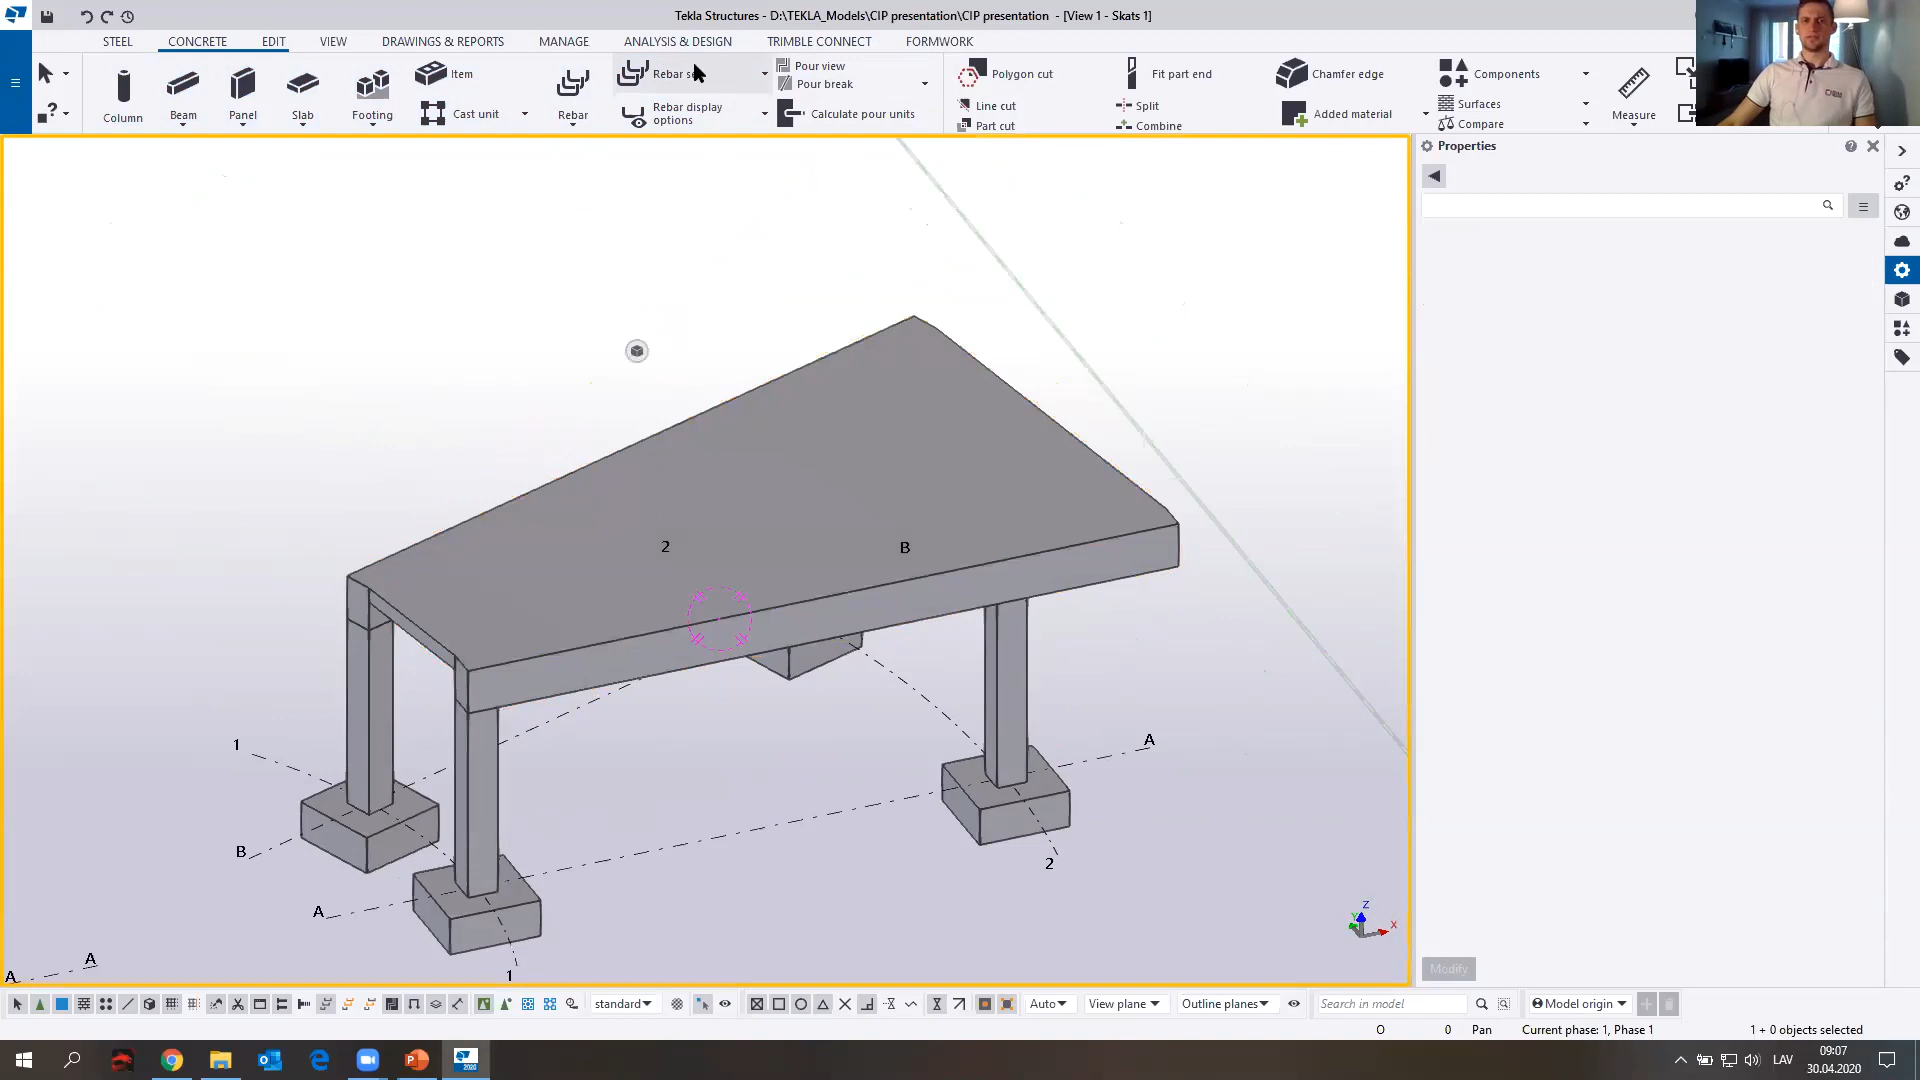 Tekla Structures - D:\TEKLA_Models\CIP presentation\CIP presentation - [View 1 - Skats 1]
STEEL CONCRETE EDIT VIEW DRAWINGS & REPORTS MANAGE ANALYSIS & DESIGN TRIMBLE CONNECT FORMWORK
Column
Beam
Panel
Slab
Footing
Item
Cast unit
Rebar
Rebar
Rebar display
options
Pour view
Pour break
Calculate pour units
Polygon cut
Line cut
Part cut
Fit part end
Split
Combine
Chamfer edge
Added material
Components
Surfaces
Compare
Measure
Properties
2
B
1
B
A
A
A
1
A
2
Z
Y
X
Modify
standard
Auto
View plane
Outline planes
Search in model
Model origin
O 0 Pan Current phase: 1, Phase 1 1 + 0 objects selected
2020
LAV
09:07
30.04.2020